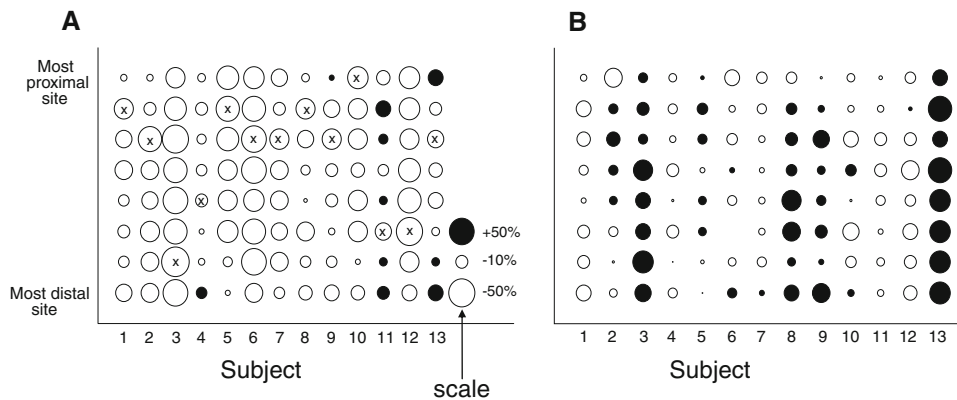 A
B
Most
proximal
site
x
x x x
x x x x x
x
x x
+50%
x
-10%
Most distal
site
-50%
1 2 3 4 5 6 7 8 9 10 11 12 13
1 2 3 4 5 6 7 8 9 10 11 12 13
Subject
Subject
scale